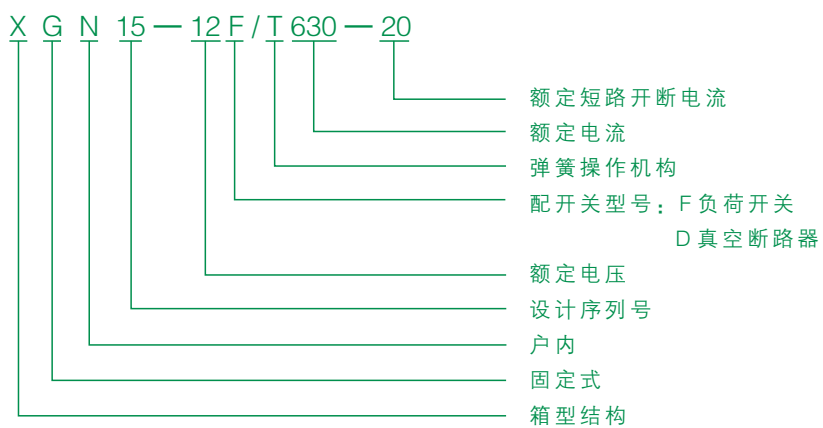 X G N 15 — 12 F / T 630 — 20
额定短路开断电流
额定电流
弹簧操作机构
配开关型号：F负荷开关
D真空断路器
额定电压
设计序列号
户内
固定式
箱型结构